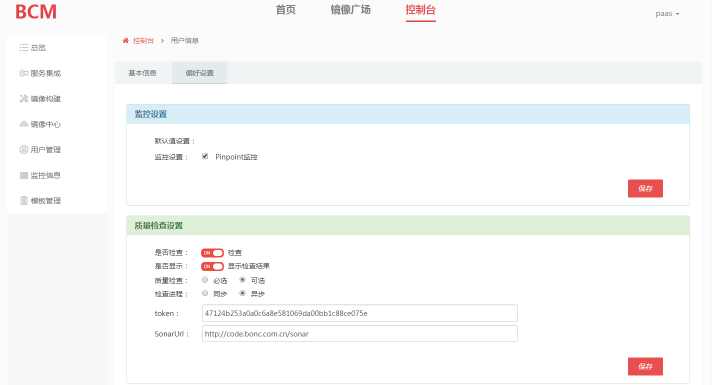 BCM
首页 镜像广场 控制台
paas
控制台 > 用户信息
总览
服务集成
镜像构建
镜像中心
用户管理
监控信息
模板管理
基本信息 偏好设置
监控设置
默认值设置：
监控设置： Pinpoint监控
保存
质量检查设置
是否检查： ON 检查
是否显示： ON 显示检查结果
质量检查： 必选 可选
检查进程： 同步 异步
token： 47124b253a0a0c6a8e581069da00bb1c88ce075e
SonarUrl： http://code.bonc.com.cn/sonar
保存